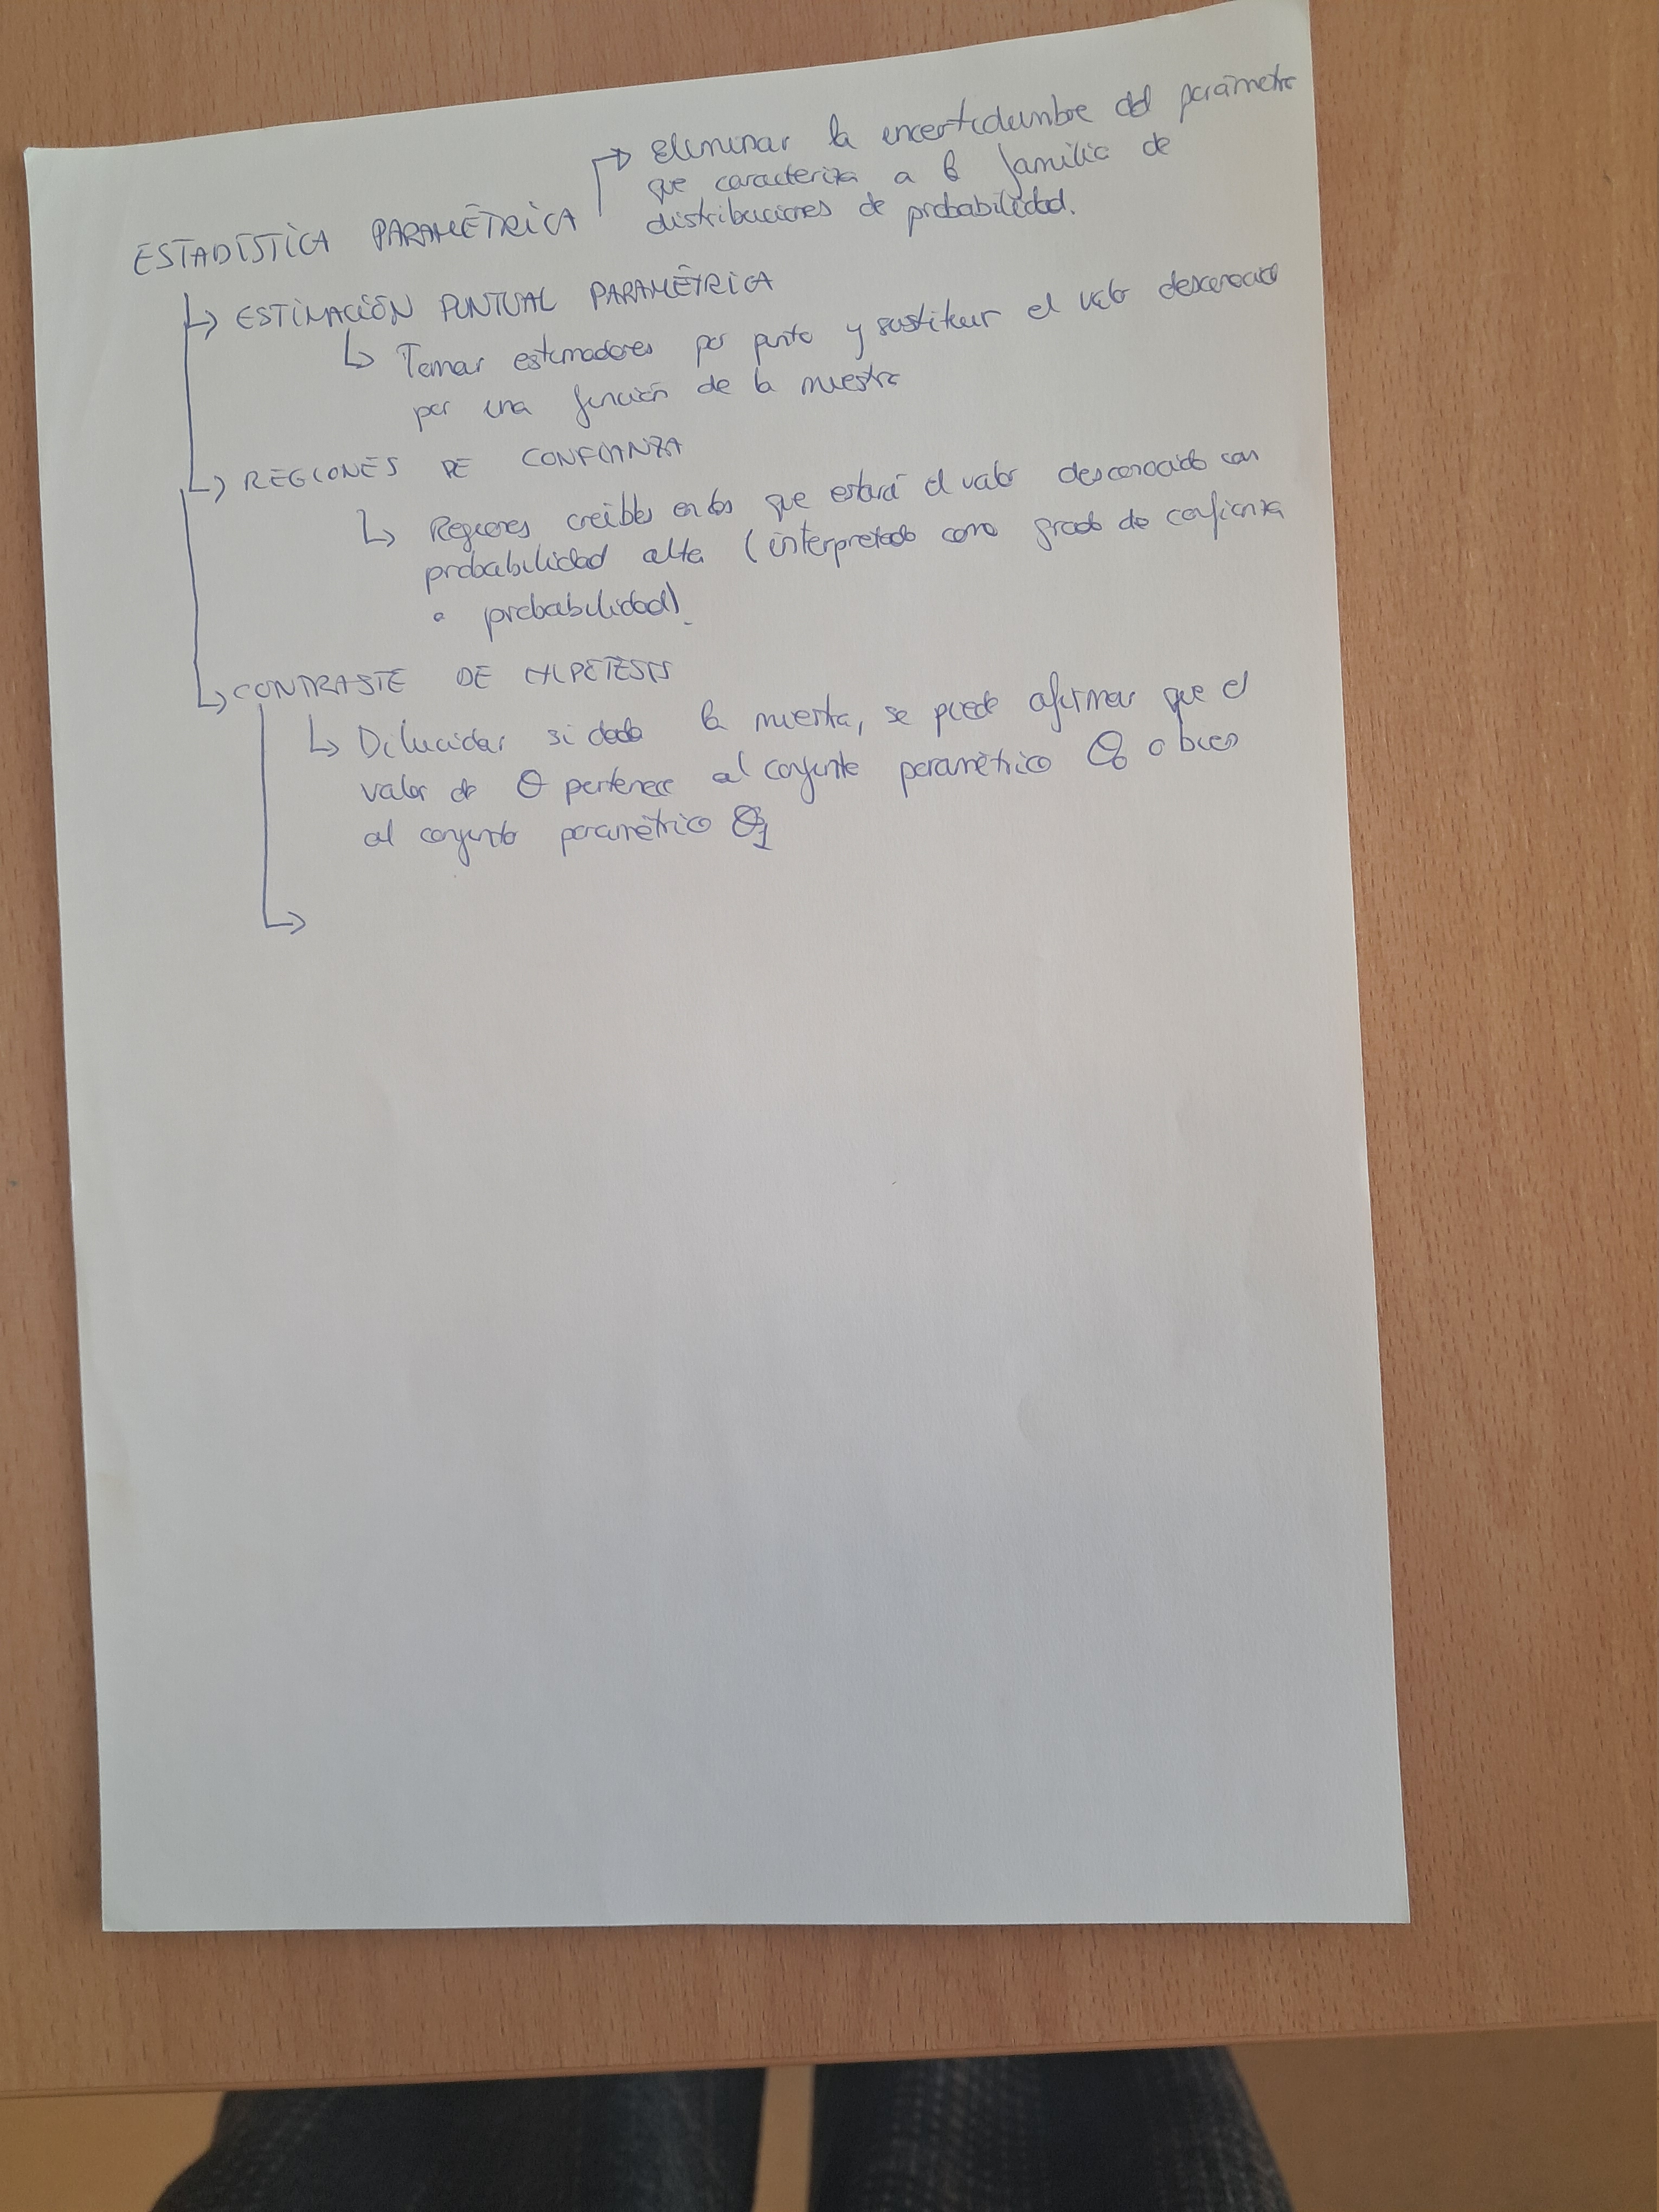 Eliminar la incertidumbre del parámetro
que caracteriza a la familia de
distribuciones de probabilidad.
ESTADÍSTICA PARAMÉTRICA
ESTIMACIÓN PUNTUAL PARAMÉTRICA
Tomar estimadores por punto y sustituir el valor desconocido
por una función de la muestra
REGIONES DE CONFIANZA
Regiones creíbles en las que estará el valor desconocido con
probabilidad alta (interpretado como grado de confianza
o probabilidad).
CONTRASTE DE HIPÓTESIS
Dilucidar si dada la muestra, se puede afirmar que el
valor de θ pertenece al conjunto paramétrico Θ₀ o bien
al conjunto paramétrico Θ₁